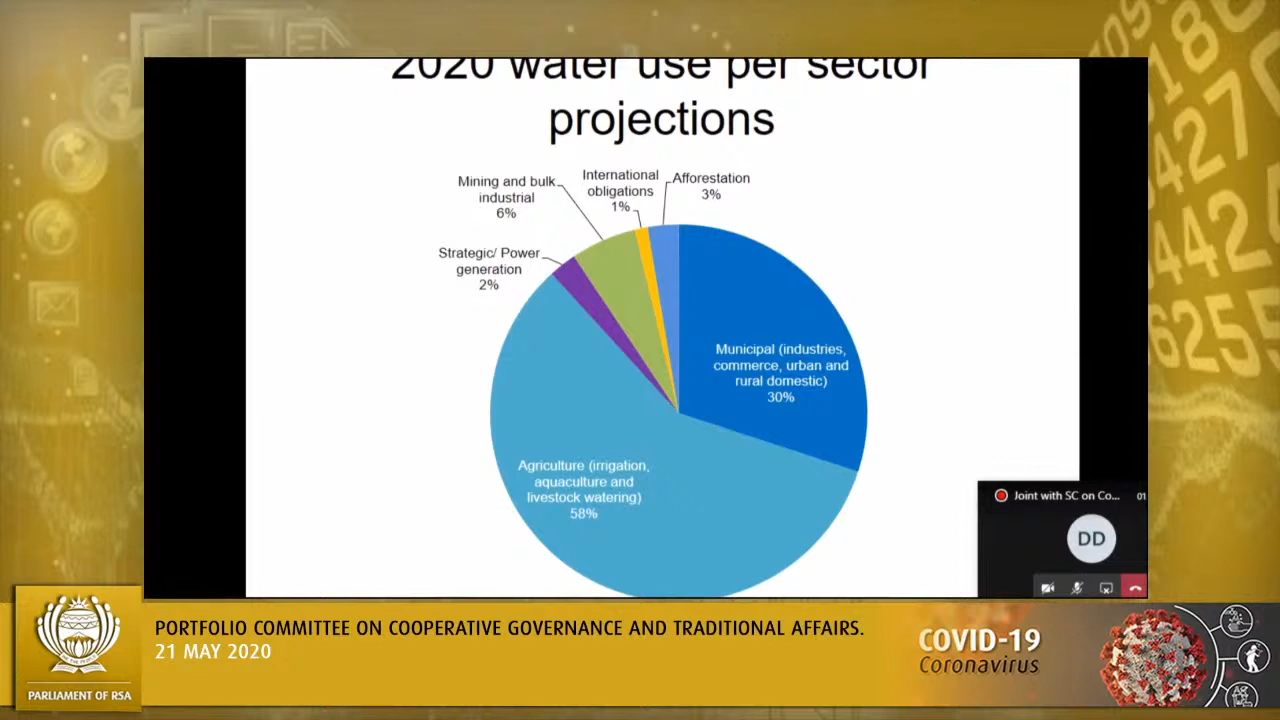 2020 water use per sector
projections
Mining and bulk
industrial
6%
International
obligations
1%
Afforestation
3%
Strategic/ Power
generation
2%
Municipal (industries,
commerce, urban and
rural domestic)
30%
Agriculture (irrigation,
aquaculture and
livestock watering)
58%
Joint with SC on Co... 01
DD
PORTFOLIO COMMITTEE ON COOPERATIVE GOVERNANCE AND TRADITIONAL AFFAIRS.
21 MAY 2020
PARLIAMENT OF RSA
COVID-19
Coronavirus